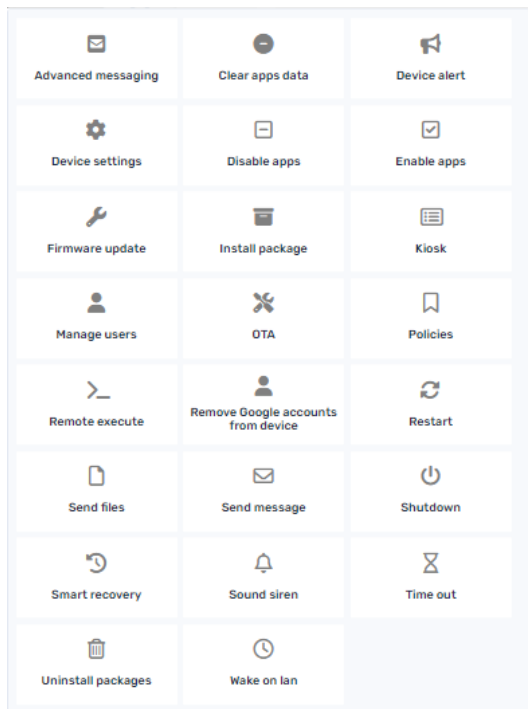 Advanced messaging
Clear apps data
Device alert
Device settings
Disable apps
Enable apps
Firmware update
Install package
Kiosk
Manage users
OTA
Policies
Remote execute
Remove Google accounts
from device
Restart
Send files
Send message
Shutdown
Smart recovery
Sound siren
Time out
Uninstall packages
Wake on lan